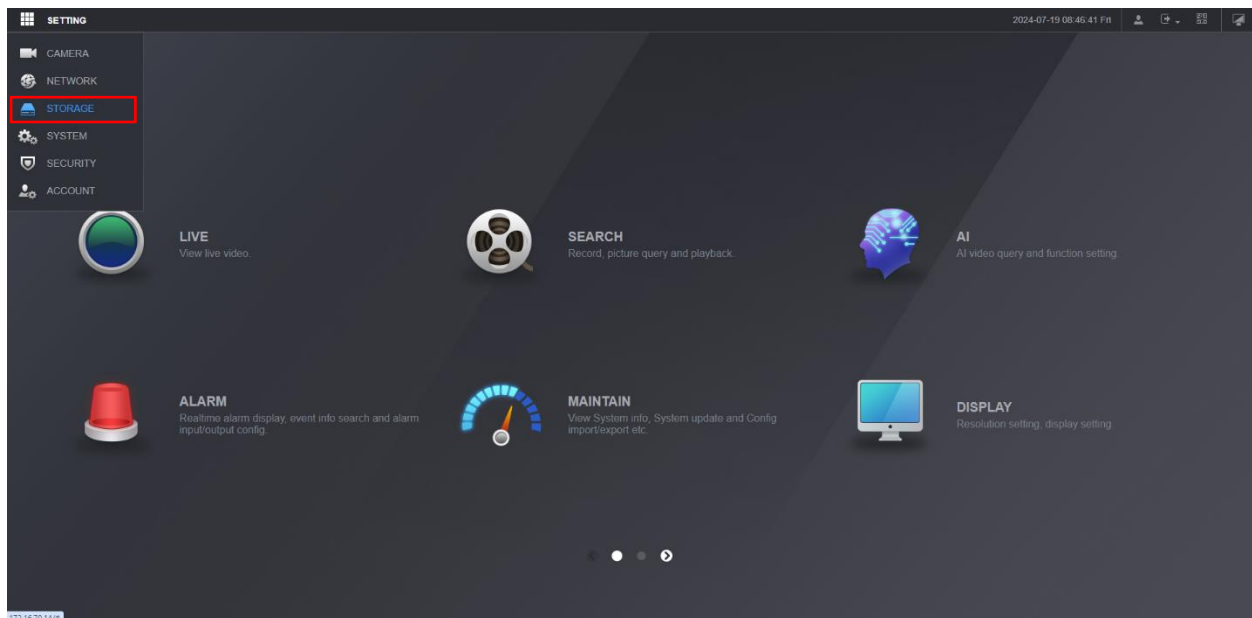 SETTING
2024-07-19 08:46:41 Fri
CAMERA
NETWORK
STORAGE
SYSTEM
SECURITY
ACCOUNT
LIVE
View live video.
SEARCH
Record, picture query and playback.
AI
AI video query and function setting.
ALARM
Realtime alarm display, event info search and alarm
input/output config.
MAINTAIN
View System info, System update and Config
import/export etc.
DISPLAY
Resolution setting, display setting.